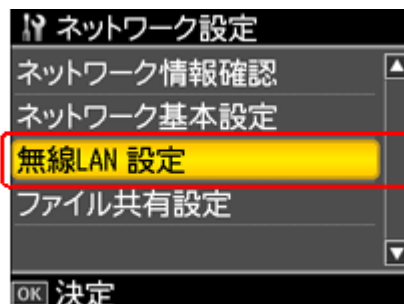 ネットワーク設定
ネットワーク情報確認
ネットワーク基本設定
無線LAN 設定
ファイル共有設定
OK 決定